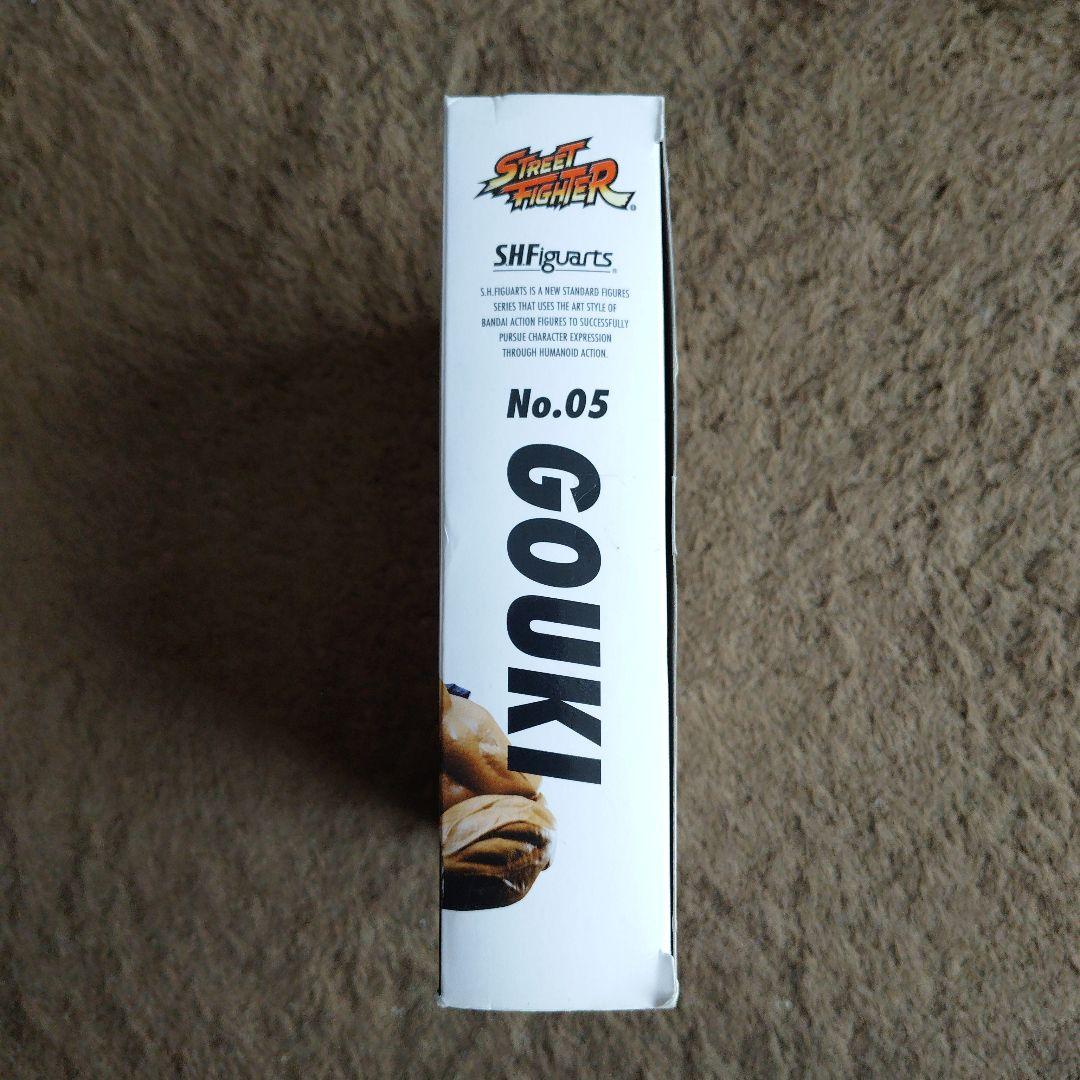 STREET
FIGHTER®
S.H.Figuarts®
S.H.FIGUARTS IS A NEW STANDARD FIGURES
SERIES THAT USES THE ART STYLE OF
BANDAI ACTION FIGURES TO SUCCESSFULLY
PURSUE CHARACTER EXPRESSION
THROUGH HUMANOID ACTION.
No.05
GOUKI